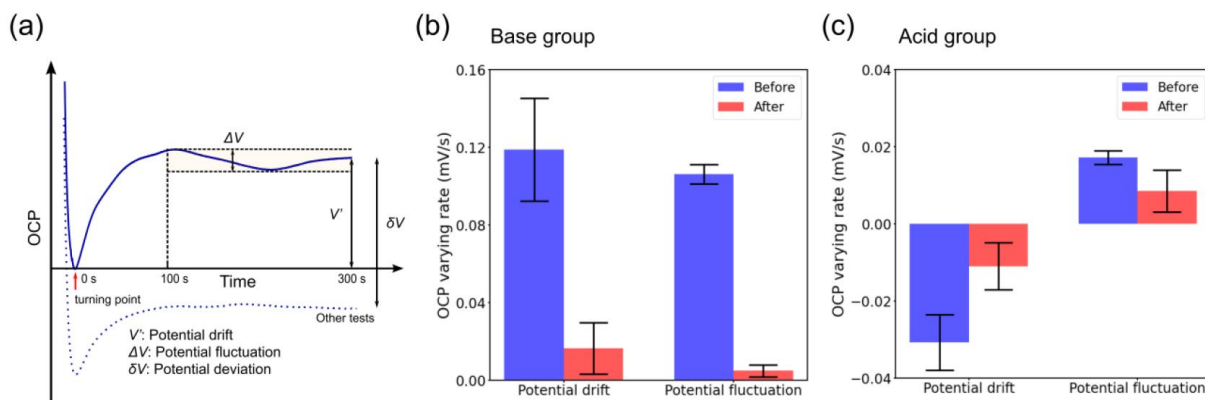 (a)
OCP
ΔV
V'
δV
0 s
100 s
Time
300 s
turning point
Other tests
V': Potential drift
ΔV: Potential fluctuation
δV: Potential deviation
(b)
Base group
OCP varying rate (mV/s)
0.16
0.12
0.08
0.04
0.00
Before
After
Potential drift
Potential fluctuation
(c)
Acid group
OCP varying rate (mV/s)
0.04
0.02
0.00
−0.02
−0.04
Before
After
Potential drift
Potential fluctuation